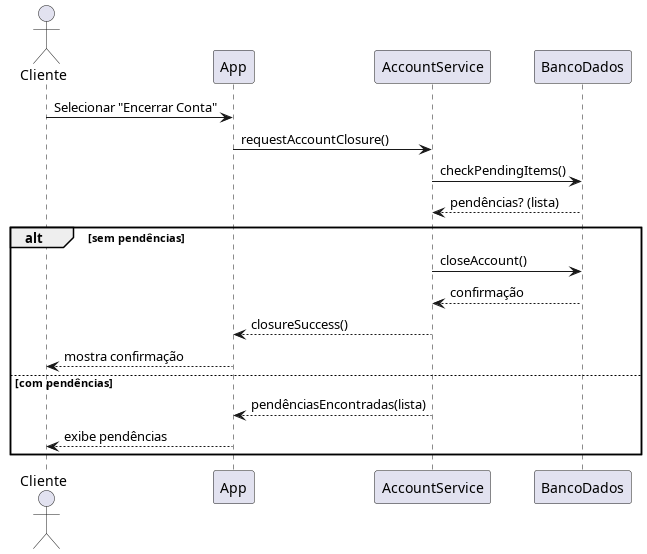 Cliente
App
AccountService
BancoDados
Selecionar "Encerrar Conta"
requestAccountClosure()
checkPendingItems()
pendências? (lista)
alt
[sem pendências]
closeAccount()
confirmação
closureSuccess()
mostra confirmação
[com pendências]
pendênciasEncontradas(lista)
exibe pendências
Cliente
App
AccountService
BancoDados